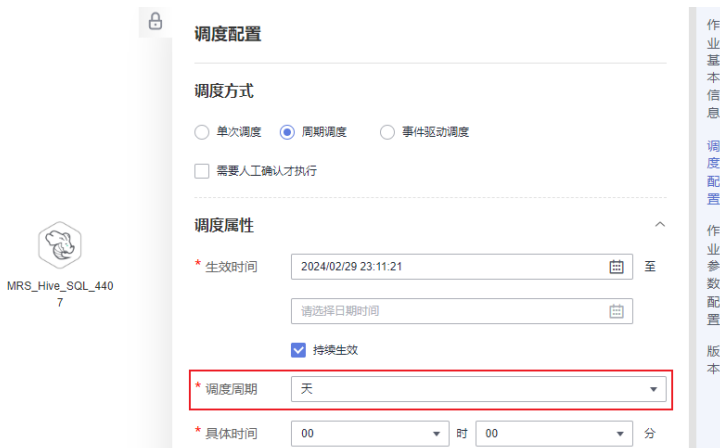 调度配置
调度方式
单次调度 周期调度 事件驱动调度
需要人工确认才执行
调度属性
* 生效时间 2024/02/29 23:11:21 至
请选择日期时间
持续生效
* 调度周期 天
* 具体时间 00 时 00 分
MRS_Hive_SQL_440
7
作业基本信息
调度配置
作业参数配置
版本